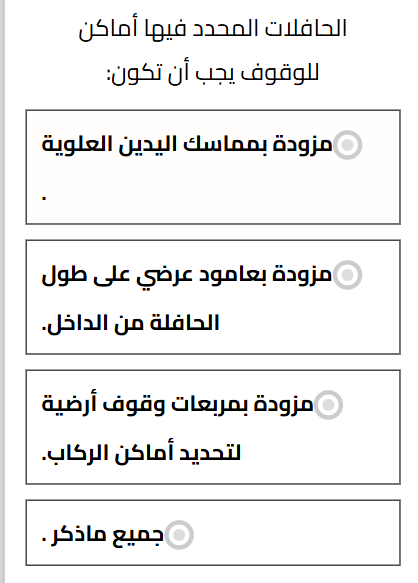 الحافلات المحدد فيها أماكن
للوقوف يجب أن تكون:
مزودة بمماسك اليدين العلوية
.
مزودة بعامود عرضي على طول
الحافلة من الداخل.
مزودة بمربعات وقوف أرضية
لتحديد أماكن الركاب.
جميع ماذكر .